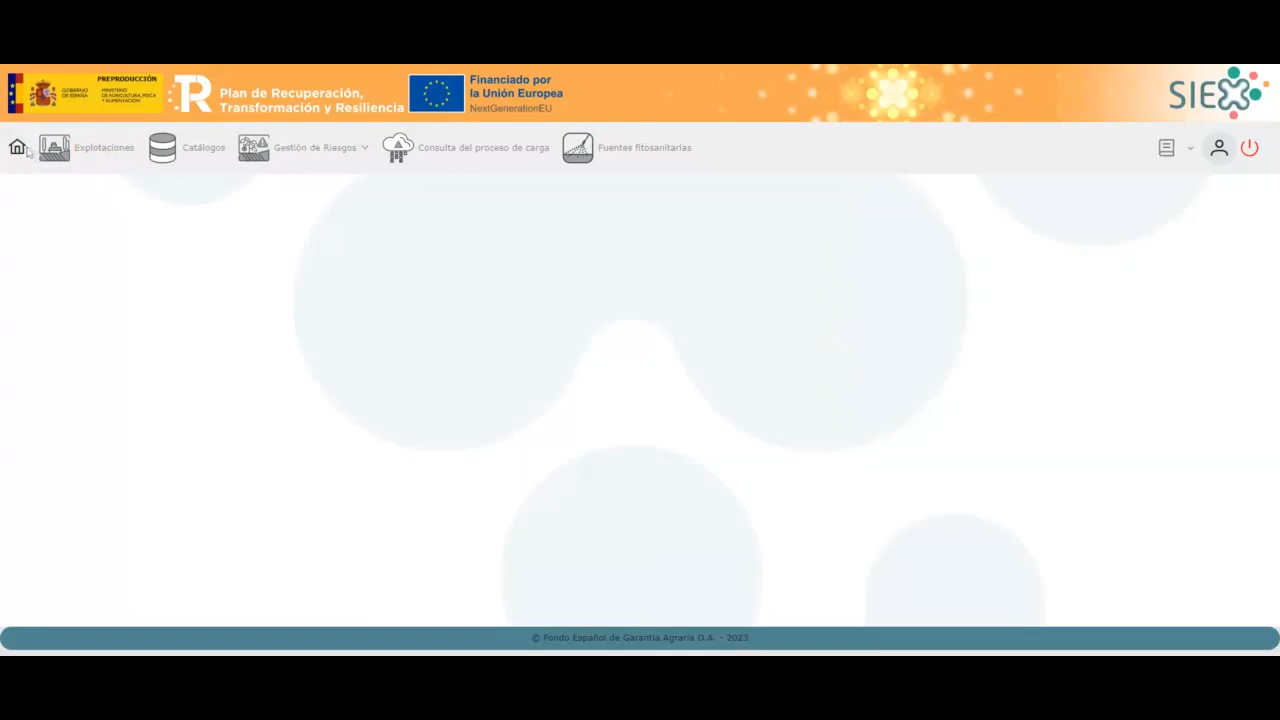 PREPRODUCCIÓN
GOBIERNO
DE ESPAÑA
MINISTERIO
DE AGRICULTURA, PESCA
Y ALIMENTACIÓN
Plan de Recuperación,
Transformación y Resiliencia
Financiado por
la Unión Europea
NextGenerationEU
SIEX
Explotaciones
Catálogos
Gestión de Riesgos
Consulta del proceso de carga
Fuentes fitosanitarias
© Fondo Español de Garantía Agraria O.A. - 2023